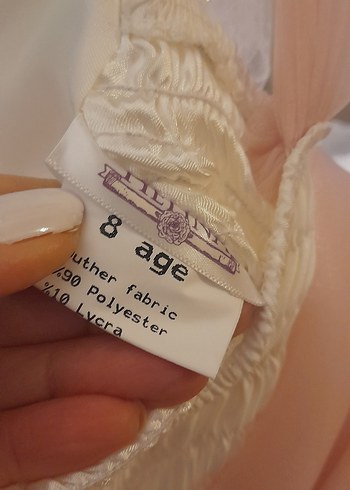 8 age
outher fabric
%90 Polyester
%10 Lycra